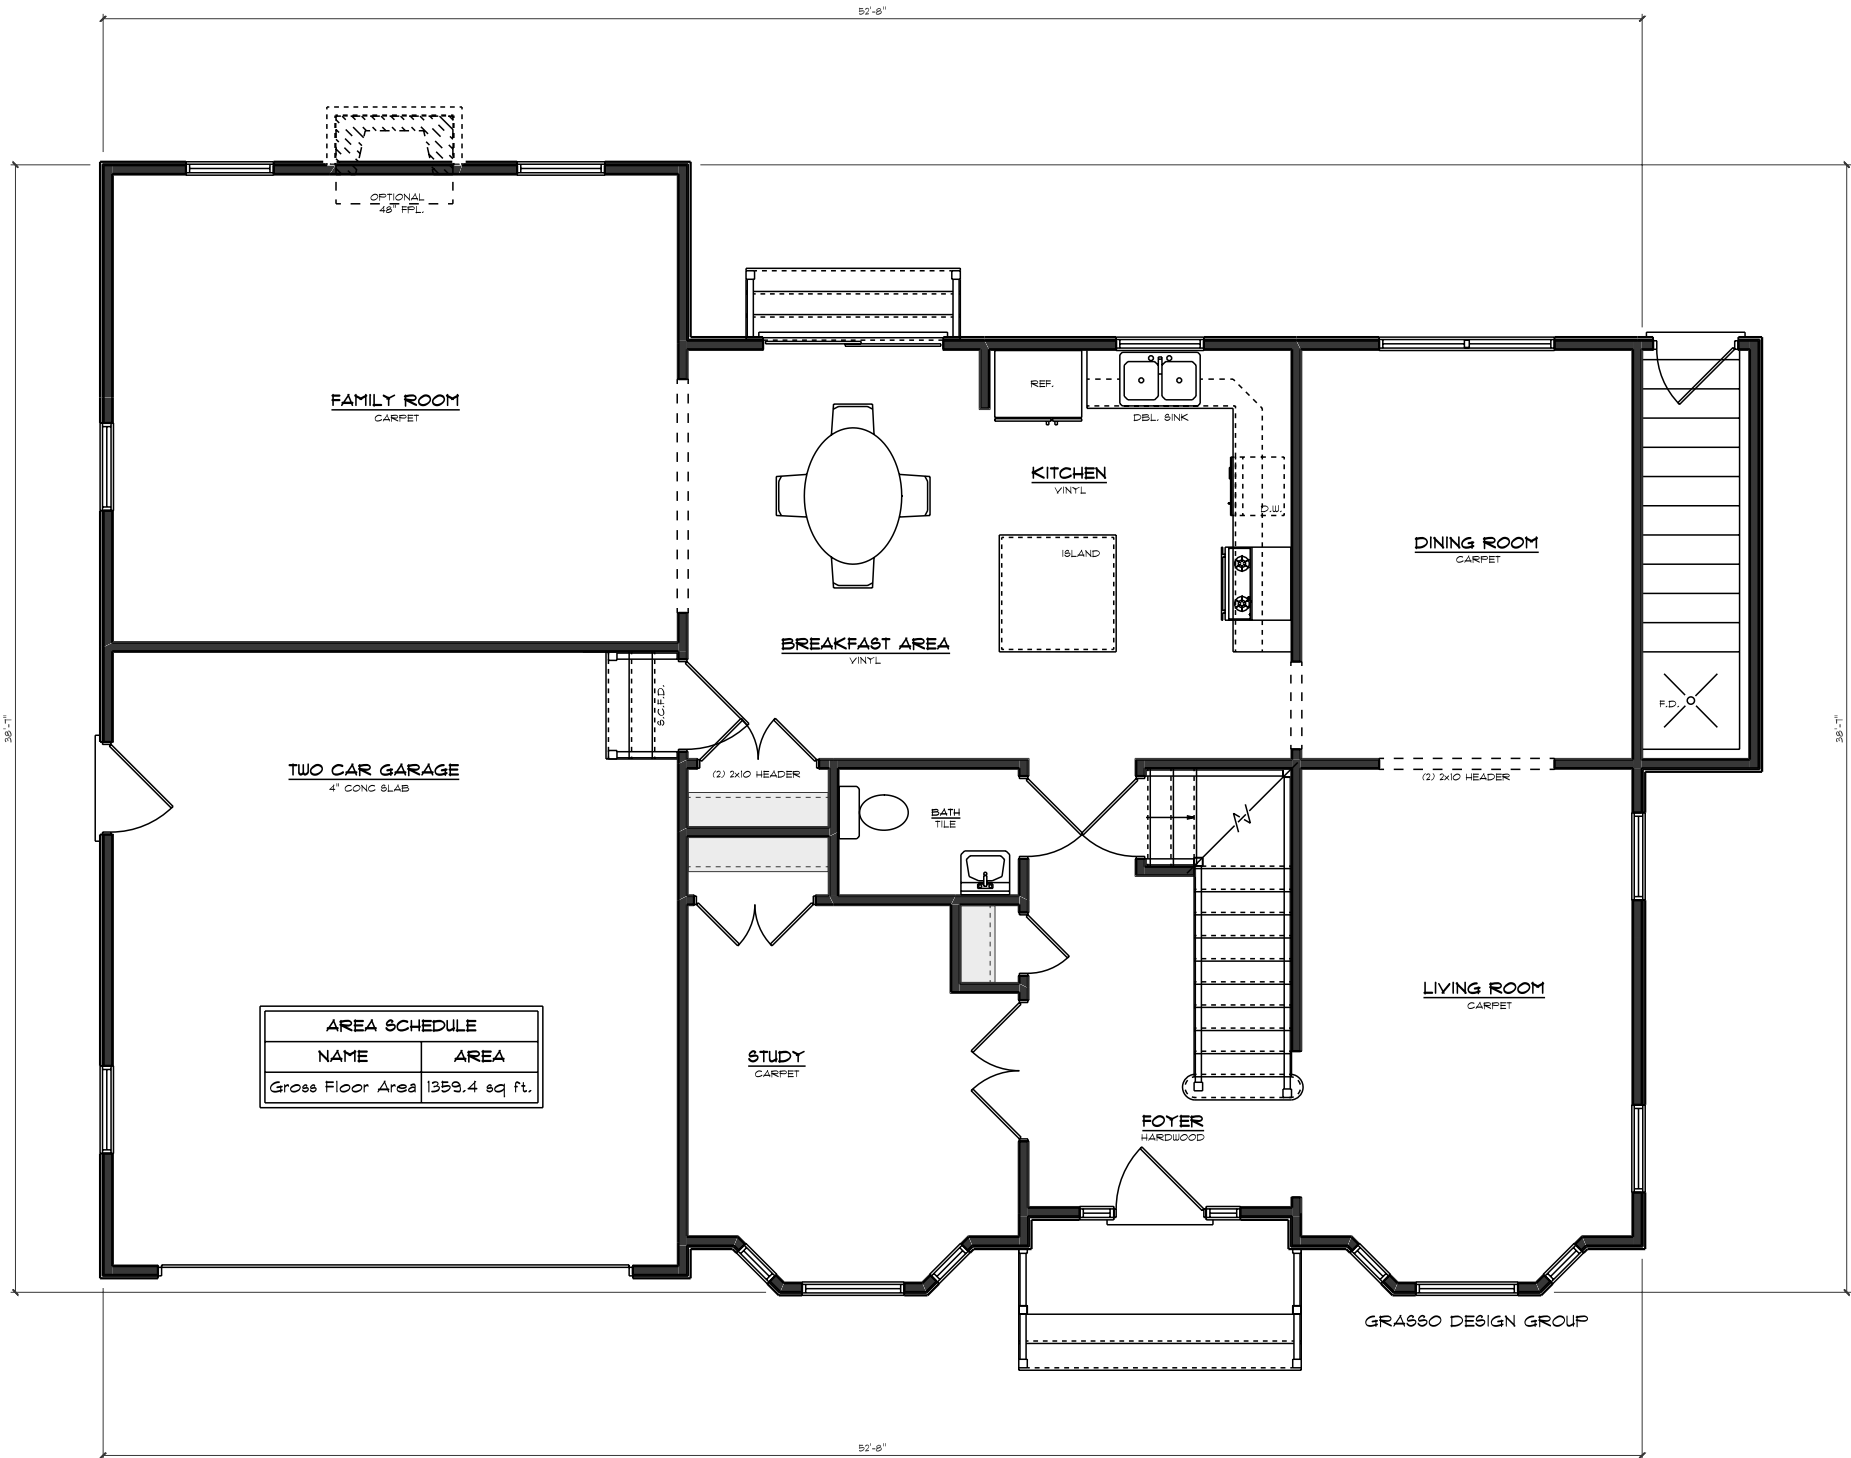 52'-8"
OPTIONAL
48" FPL.
REF.
DBL. SINK
FAMILY ROOM
CARPET
KITCHEN
VINYL
D.W.
ISLAND
DINING ROOM
CARPET
BREAKFAST AREA
VINYL
S.C.F.D.
F.D.
38'-7"
38'-7"
TWO CAR GARAGE
4" CONC SLAB
(2) 2x10 HEADER
(2) 2x10 HEADER
BATH
TILE
LIVING ROOM
CARPET
AREA SCHEDULE
NAME AREA
Gross Floor Area 1359.4 sq ft.
STUDY
CARPET
FOYER
HARDWOOD
GRASSO DESIGN GROUP
52'-8"